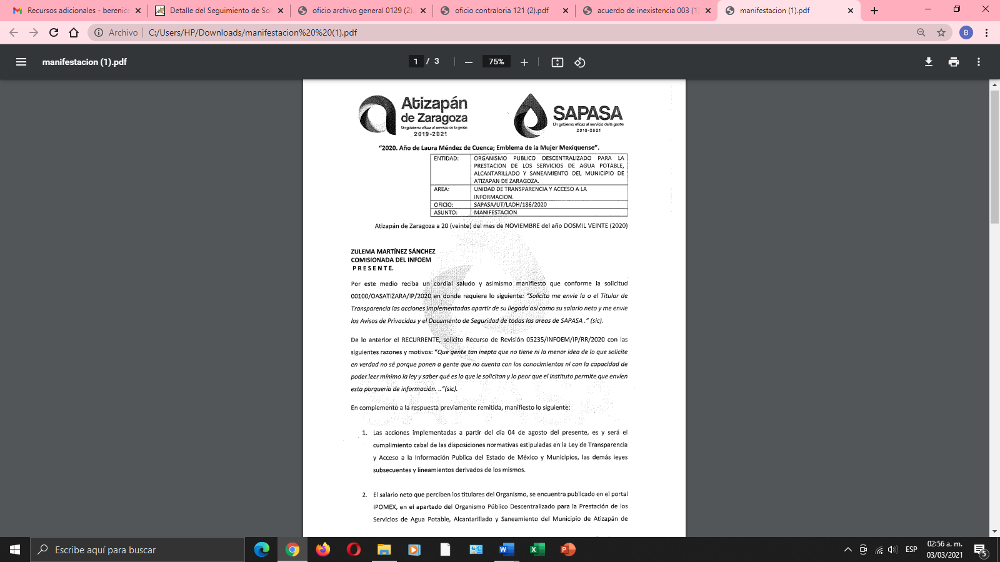 Recursos adicionales - berenice
Detalle del Seguimiento de Sol
oficio archivo general 0129 (2).
oficio contraloria 121 (2).pdf
acuerdo de inexistencia 003 (1)
manifestacion (1).pdf
Archivo
C:/Users/HP/Downloads/manifestacion%20%20(1).pdf
B
manifestacion (1).pdf
1 / 3
75%
Atizapán
de Zaragoza
Un gobierno eficaz al servicio de la gente
2019-2021
SAPASA
Un gobierno eficaz al servicio de la gente
2019-2021
“2020. Año de Laura Méndez de Cuenca; Emblema de la Mujer Mexiquense”.
ENTIDAD: ORGANISMO PUBLICO DESCENTRALIZADO PARA LA
PRESTACION DE LOS SERVICIOS DE AGUA POTABLE,
ALCANTARILLADO Y SANEAMIENTO DEL MUNICIPIO DE
ATIZAPAN DE ZARAGOZA.
AREA: UNIDAD DE TRANSPARENCIA Y ACCESO A LA
INFORMACION.
OFICIO: SAPASA/UT/LADH/186/2020
ASUNTO: MANIFESTACION
Atizapán de Zaragoza a 20 (veinte) del mes de NOVIEMBRE del año DOSMIL VEINTE (2020)
ZULEMA MARTÍNEZ SÁNCHEZ
COMISIONADA DEL INFOEM
P R E S E N T E.
Por este medio reciba un cordial saludo y asimismo manifiesto que conforme la solicitud
00100/OASATIZARA/IP/2020 en donde requiere lo siguiente: “Solicito me envie la o el Titular de
Transparencia las acciones implementadas apartir de su llegada asi como su salario neto y me envie
los Avisos de Privacidas y el Documento de Seguridad de todas las areas de SAPASA .” (sic).
De lo anterior el RECURRENTE, solicito Recurso de Revisión 05235/INFOEM/IP/RR/2020 con las
siguientes razones y motivos: “Que gente tan inepta que no tiene ni la menor idea de lo que solicite
en verdad no sé porque ponen a gente que no cuenta con los conocimientos ni con la capacidad de
poder leer mínimo la ley y saber qué es lo que le solicitan y lo peor que el instituto permite que envíen
esta porquería de información. ..”(sic).
En complemento a la respuesta previamente remitida, manifiesto lo siguiente:
1. Las acciones implementadas a partir del día 04 de agosto del presente, es y será el
cumplimiento cabal de las disposiciones normativas estipuladas en la Ley de Transparencia
y Acceso a la Información Publica del Estado de México y Municipios, las demás leyes
subsecuentes y lineamientos derivados de los mismos.
2. El salario neto que perciben los titulares del Organismo, se encuentra publicado en el portal
IPOMEX, en el apartado del Organismo Público Descentralizado para la Prestación de los
Servicios de Agua Potable, Alcantarillado y Saneamiento del Municipio de Atizapán de
Escribe aquí para buscar
ESP
02:56 a. m.
03/03/2021
5